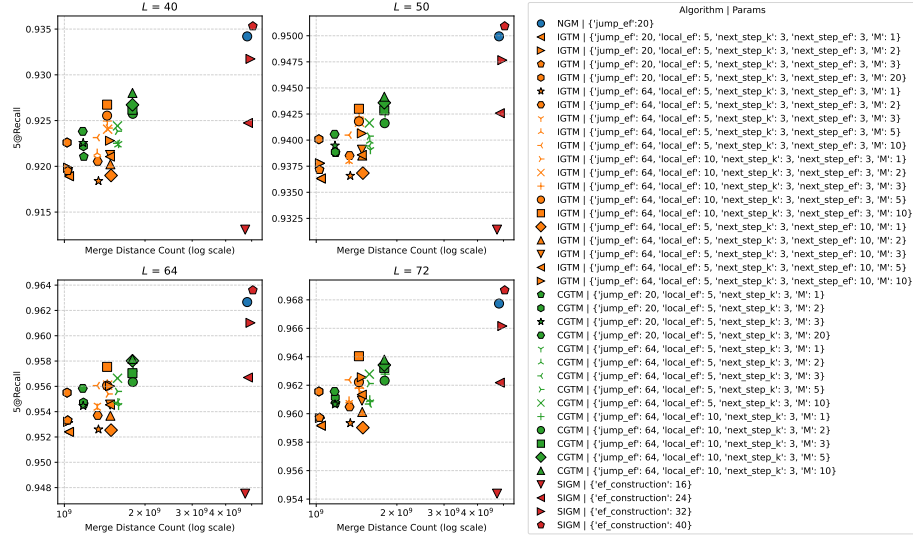 L = 40
0.935
0.930
0.925
0.920
0.915
5@Recall
Merge Distance Count (log scale)
L = 50
0.9500
0.9475
0.9450
0.9425
0.9400
0.9375
0.9350
0.9325
Merge Distance Count (log scale)
L = 64
0.964
0.962
0.960
0.958
0.956
0.954
0.952
0.950
0.948
5@Recall
10⁹ 2 × 10⁹ 3 × 10⁹ 4 × 10⁹
Merge Distance Count (log scale)
L = 72
0.968
0.966
0.964
0.962
0.960
0.958
0.956
0.954
10⁹ 2 × 10⁹ 3 × 10⁹ 4 × 10⁹
Merge Distance Count (log scale)
Algorithm | Params
NGM | {'jump_ef':20}
IGTM | {'jump_ef': 20, 'local_ef': 5, 'next_step_k': 3, 'next_step_ef': 3, 'M': 1}
IGTM | {'jump_ef': 20, 'local_ef': 5, 'next_step_k': 3, 'next_step_ef': 3, 'M': 2}
IGTM | {'jump_ef': 20, 'local_ef': 5, 'next_step_k': 3, 'next_step_ef': 3, 'M': 3}
IGTM | {'jump_ef': 20, 'local_ef': 5, 'next_step_k': 3, 'next_step_ef': 3, 'M': 20}
IGTM | {'jump_ef': 64, 'local_ef': 5, 'next_step_k': 3, 'next_step_ef': 3, 'M': 1}
IGTM | {'jump_ef': 64, 'local_ef': 5, 'next_step_k': 3, 'next_step_ef': 3, 'M': 2}
IGTM | {'jump_ef': 64, 'local_ef': 5, 'next_step_k': 3, 'next_step_ef': 3, 'M': 3}
IGTM | {'jump_ef': 64, 'local_ef': 5, 'next_step_k': 3, 'next_step_ef': 3, 'M': 5}
IGTM | {'jump_ef': 64, 'local_ef': 5, 'next_step_k': 3, 'next_step_ef': 3, 'M': 10}
IGTM | {'jump_ef': 64, 'local_ef': 10, 'next_step_k': 3, 'next_step_ef': 3, 'M': 1}
IGTM | {'jump_ef': 64, 'local_ef': 10, 'next_step_k': 3, 'next_step_ef': 3, 'M': 2}
IGTM | {'jump_ef': 64, 'local_ef': 10, 'next_step_k': 3, 'next_step_ef': 3, 'M': 3}
IGTM | {'jump_ef': 64, 'local_ef': 10, 'next_step_k': 3, 'next_step_ef': 3, 'M': 5}
IGTM | {'jump_ef': 64, 'local_ef': 10, 'next_step_k': 3, 'next_step_ef': 3, 'M': 10}
IGTM | {'jump_ef': 64, 'local_ef': 5, 'next_step_k': 3, 'next_step_ef': 10, 'M': 1}
IGTM | {'jump_ef': 64, 'local_ef': 5, 'next_step_k': 3, 'next_step_ef': 10, 'M': 2}
IGTM | {'jump_ef': 64, 'local_ef': 5, 'next_step_k': 3, 'next_step_ef': 10, 'M': 3}
IGTM | {'jump_ef': 64, 'local_ef': 5, 'next_step_k': 3, 'next_step_ef': 10, 'M': 5}
IGTM | {'jump_ef': 64, 'local_ef': 5, 'next_step_k': 3, 'next_step_ef': 10, 'M': 10}
CGTM | {'jump_ef': 20, 'local_ef': 5, 'next_step_k': 3, 'M': 1}
CGTM | {'jump_ef': 20, 'local_ef': 5, 'next_step_k': 3, 'M': 2}
CGTM | {'jump_ef': 20, 'local_ef': 5, 'next_step_k': 3, 'M': 3}
CGTM | {'jump_ef': 20, 'local_ef': 5, 'next_step_k': 3, 'M': 20}
CGTM | {'jump_ef': 64, 'local_ef': 5, 'next_step_k': 3, 'M': 1}
CGTM | {'jump_ef': 64, 'local_ef': 5, 'next_step_k': 3, 'M': 2}
CGTM | {'jump_ef': 64, 'local_ef': 5, 'next_step_k': 3, 'M': 3}
CGTM | {'jump_ef': 64, 'local_ef': 5, 'next_step_k': 3, 'M': 5}
CGTM | {'jump_ef': 64, 'local_ef': 5, 'next_step_k': 3, 'M': 10}
CGTM | {'jump_ef': 64, 'local_ef': 10, 'next_step_k': 3, 'M': 1}
CGTM | {'jump_ef': 64, 'local_ef': 10, 'next_step_k': 3, 'M': 2}
CGTM | {'jump_ef': 64, 'local_ef': 10, 'next_step_k': 3, 'M': 3}
CGTM | {'jump_ef': 64, 'local_ef': 10, 'next_step_k': 3, 'M': 5}
CGTM | {'jump_ef': 64, 'local_ef': 10, 'next_step_k': 3, 'M': 10}
SIGM | {'ef_construction': 16}
SIGM | {'ef_construction': 24}
SIGM | {'ef_construction': 32}
SIGM | {'ef_construction': 40}